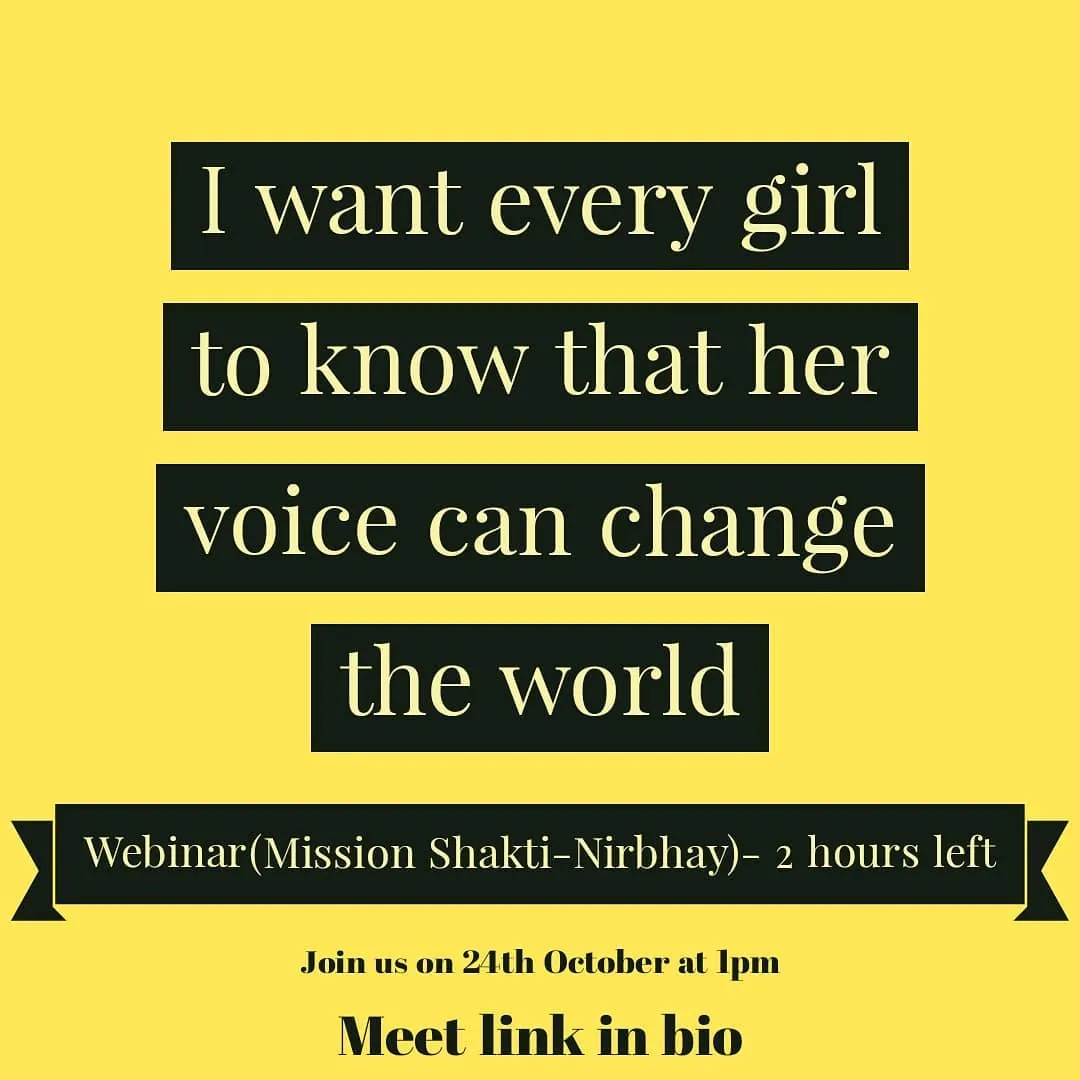 I want every girl
to know that her
voice can change
the world
Webinar(Mission Shakti-Nirbhay)- 2 hours left
Join us on 24th October at 1pm
Meet link in bio